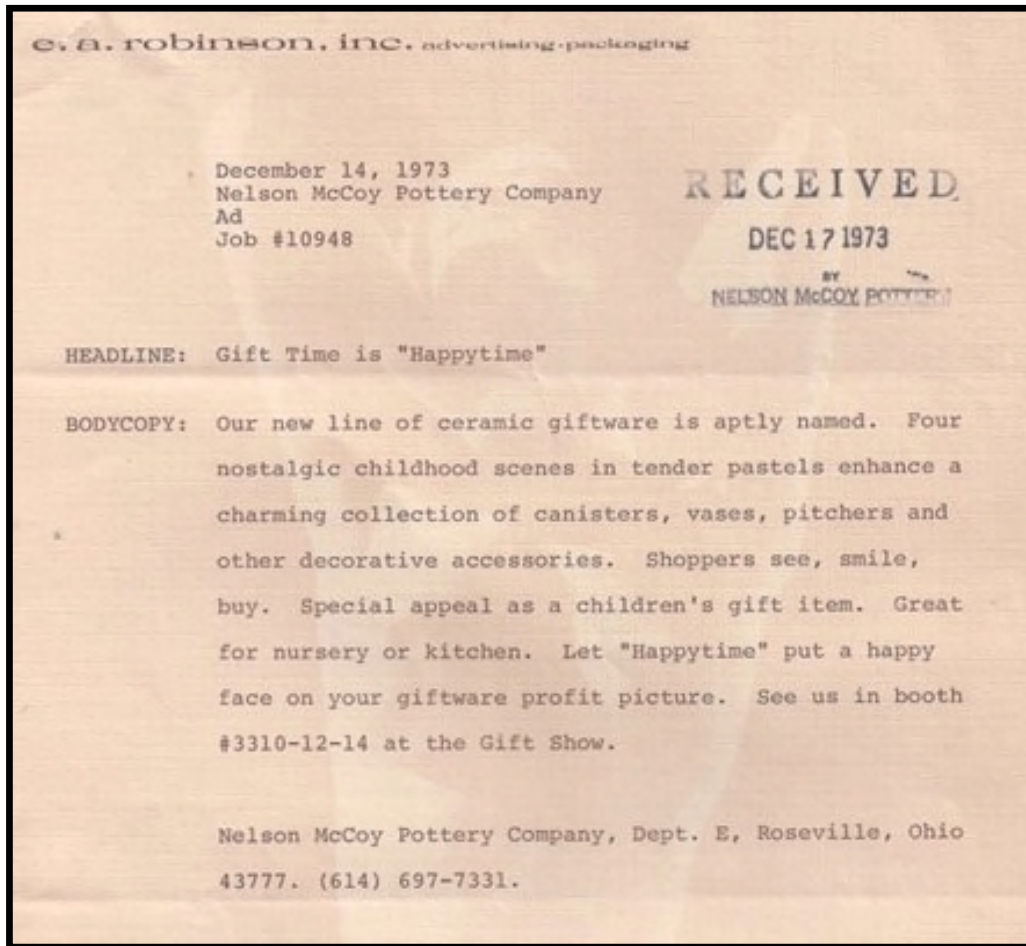 e. a. robinson, inc. advertising·packaging
December 14, 1973
Nelson McCoy Pottery Company
Ad
Job #10948
RECEIVED
DEC 17 1973
BY
NELSON McCOY POTTERY
HEADLINE: Gift Time is "Happytime"
BODYCOPY: Our new line of ceramic giftware is aptly named. Four
nostalgic childhood scenes in tender pastels enhance a
charming collection of canisters, vases, pitchers and
other decorative accessories. Shoppers see, smile,
buy. Special appeal as a children's gift item. Great
for nursery or kitchen. Let "Happytime" put a happy
face on your giftware profit picture. See us in booth
#3310-12-14 at the Gift Show.
Nelson McCoy Pottery Company, Dept. E, Roseville, Ohio
43777. (614) 697-7331.